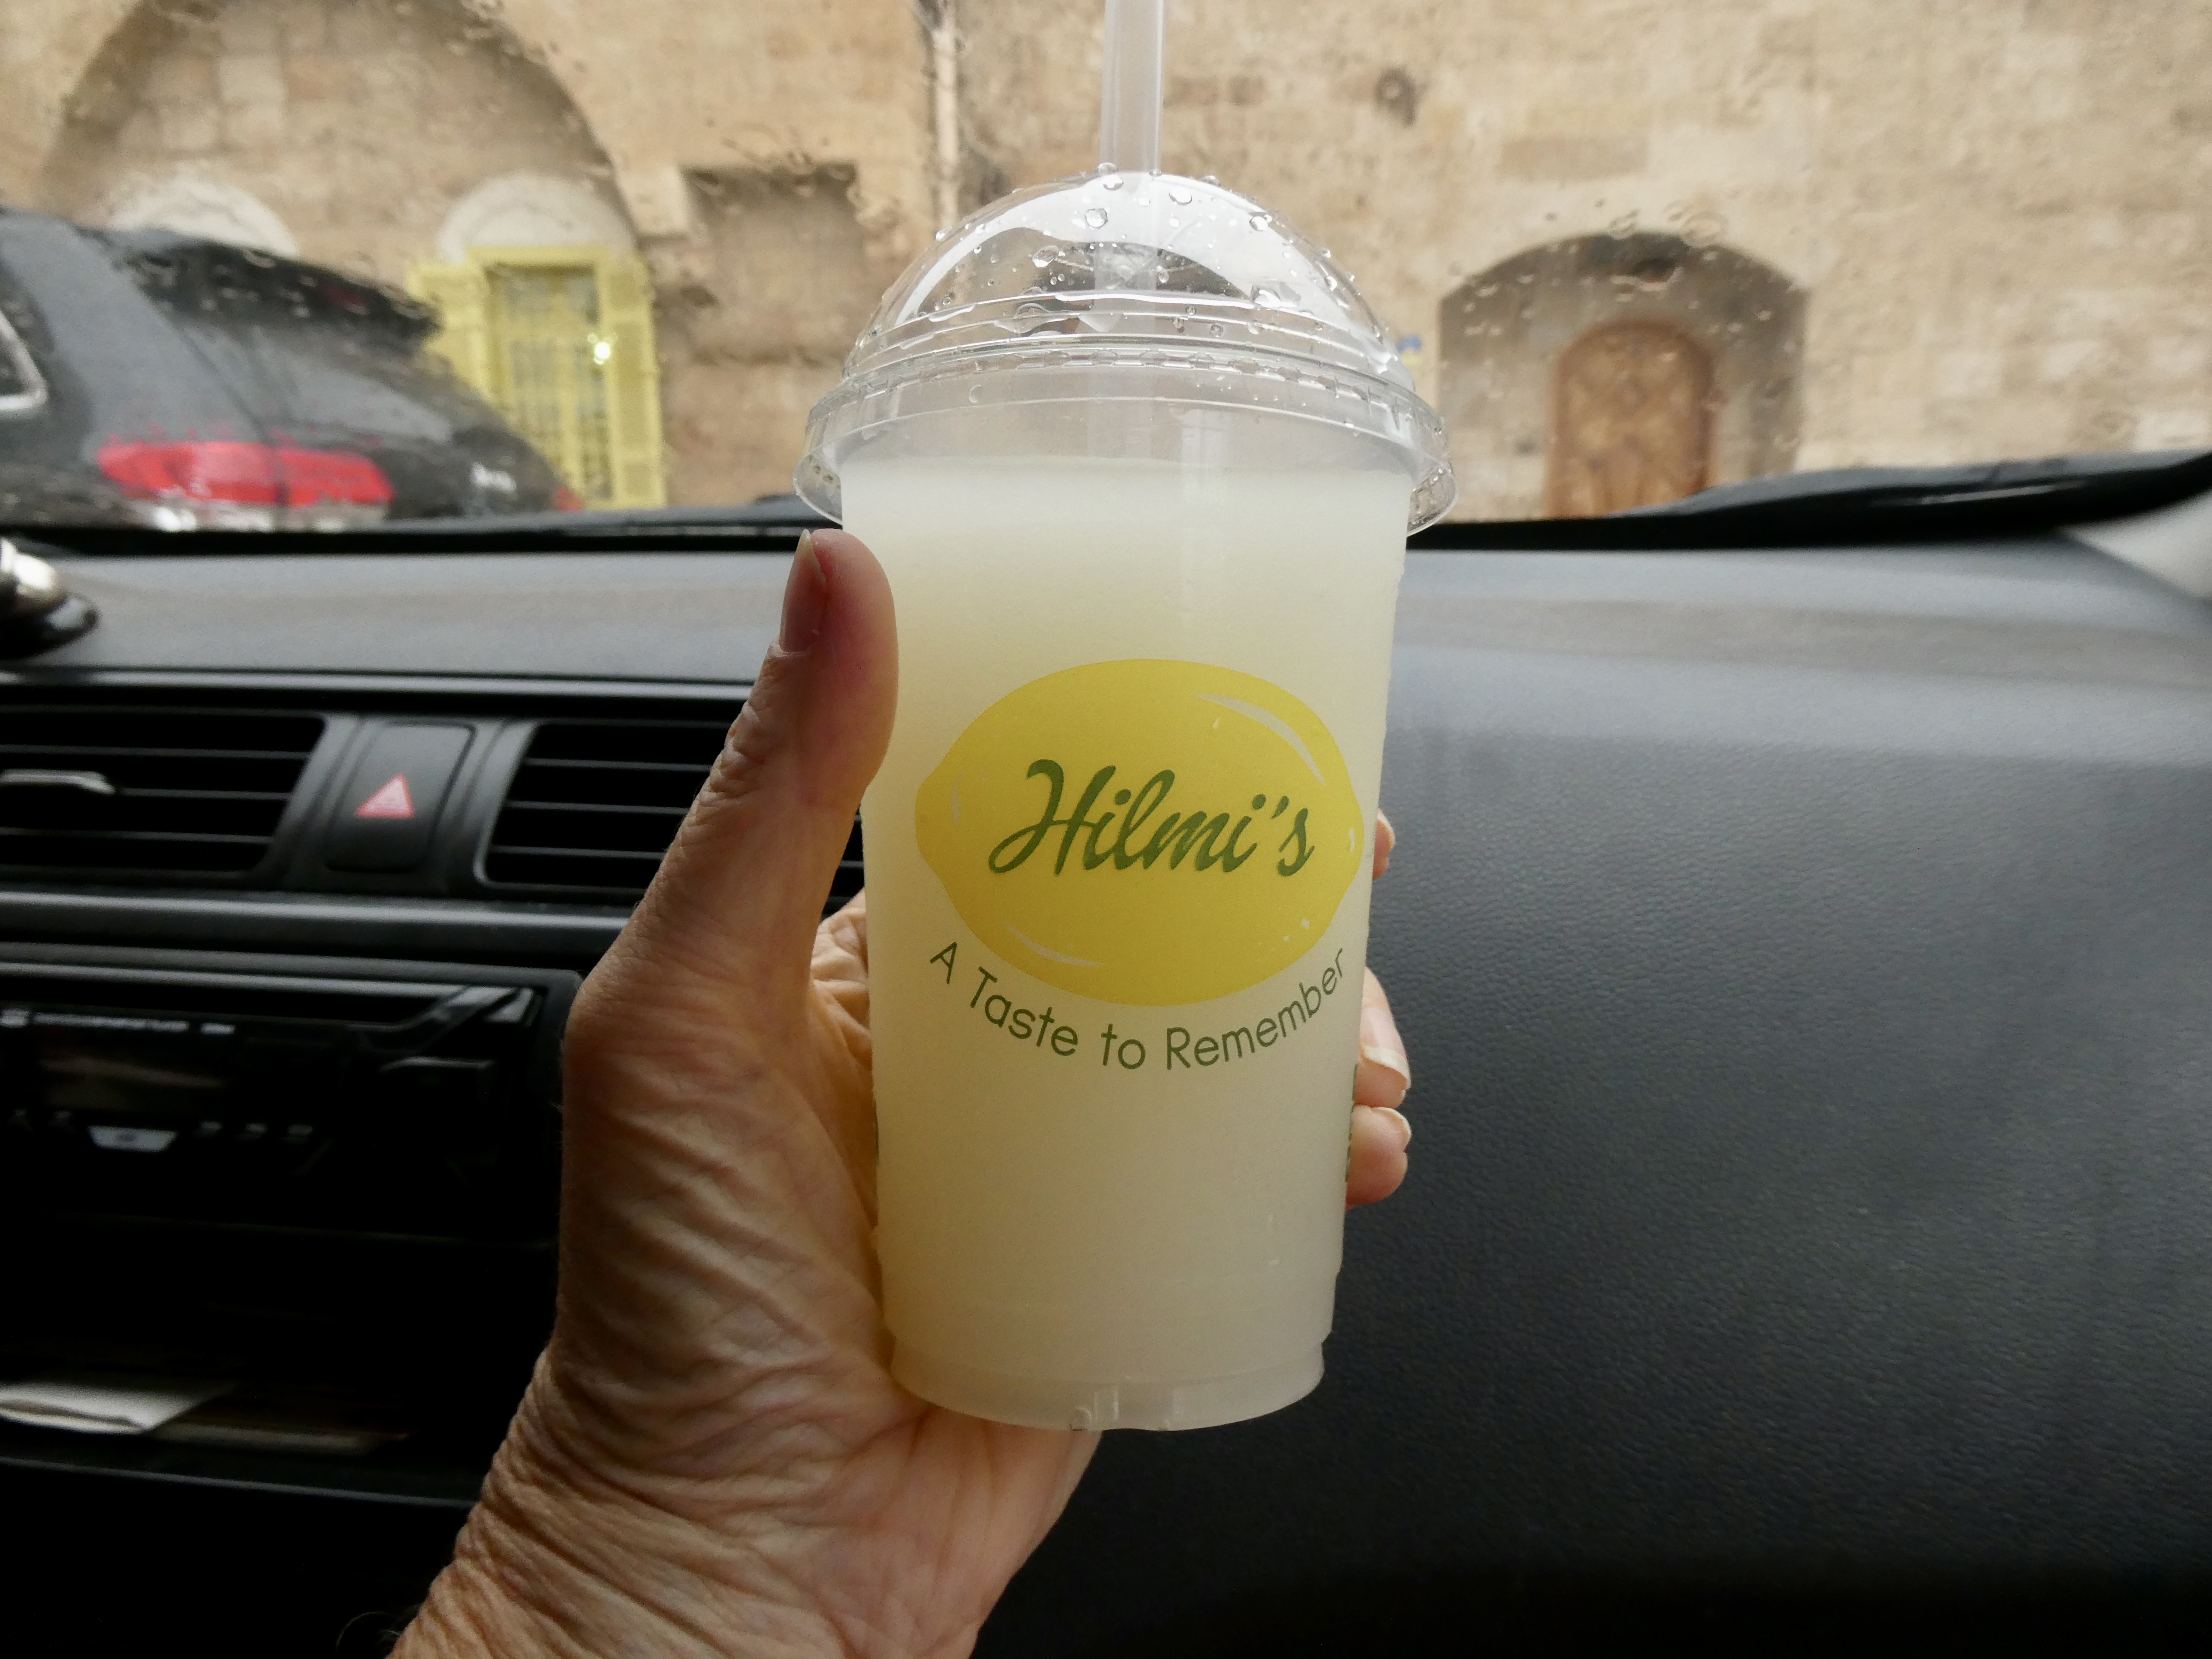 Hilmi's
A Taste to Remember